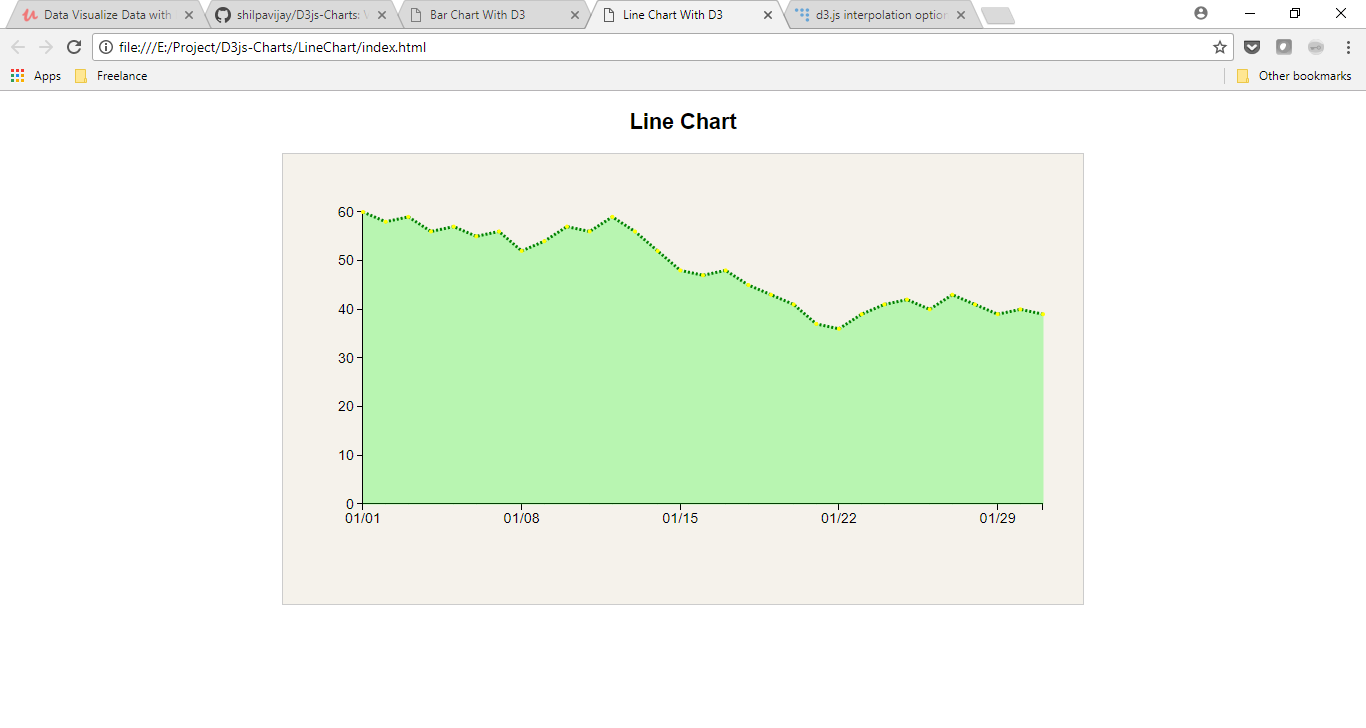 Data Visualize Data with
shilpavijay/D3js-Charts:
Bar Chart With D3
Line Chart With D3
d3.js interpolation option
file:///E:/Project/D3js-Charts/LineChart/index.html
Apps
Freelance
Other bookmarks
Line Chart
60
50
40
30
20
10
0
01/01
01/08
01/15
01/22
01/29